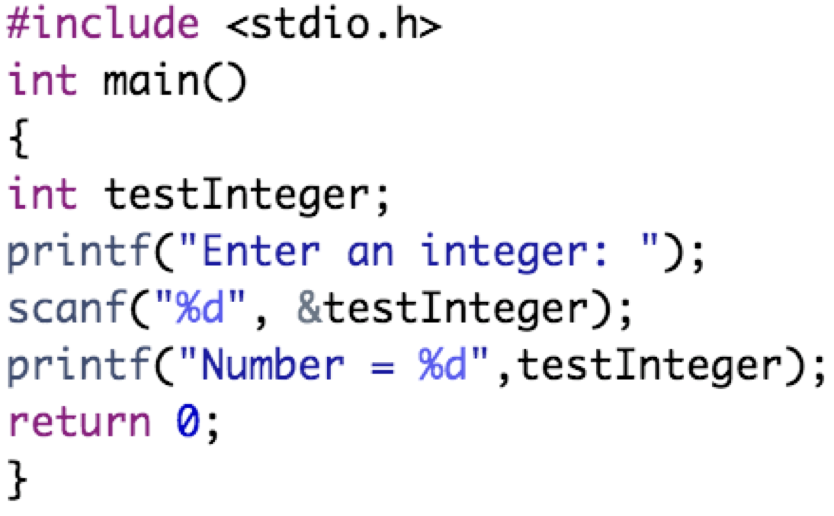 #include <stdio.h>
int main()
{
int testInteger;
printf("Enter an integer: ");
scanf("%d", &testInteger);
printf("Number = %d",testInteger);
return 0;
}